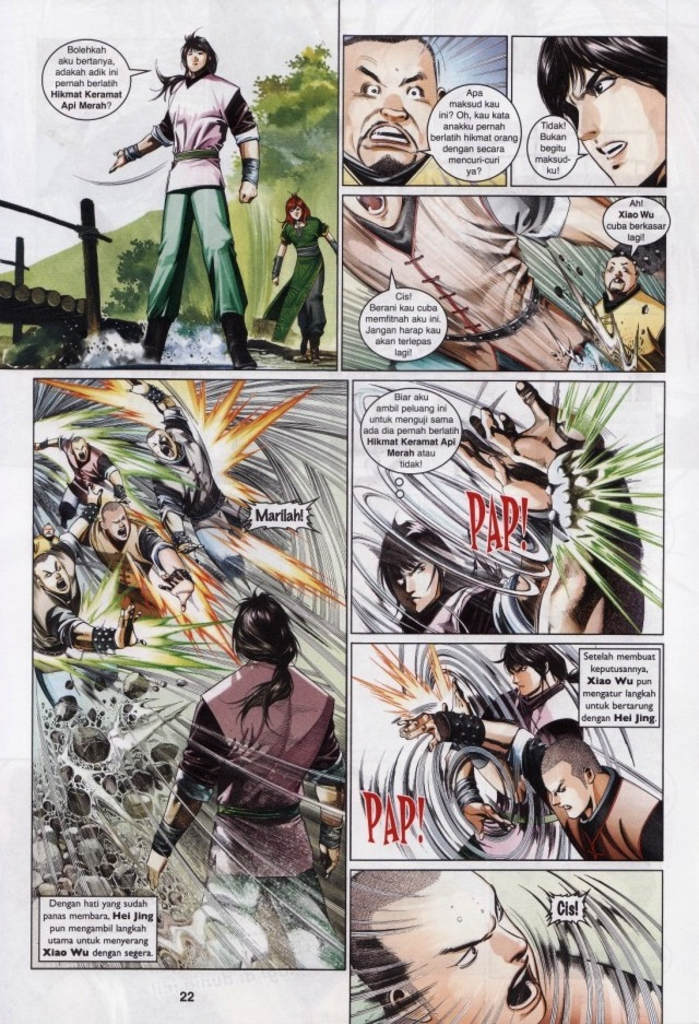 Bolehkah
aku bertanya,
adakah adik ini
pernah berlatih
Hikmat Keramat
Api Merah?
Apa
maksud kau
ini? Oh, kau kata
anakku pernah
berlatih hikmat
dengan secara
mencuri-curi
ya?
Tidak!
Bukan
begitu
maksud-
ku!
Ah!
Xiao Wu
cuba berkasar
lagi!
Cis!
Berani kau cuba
memfitnah aku ini.
Jangan harap kau
akan terlepas
lagi!
Marilah!
Dengan hati yang sudah
panas membara, Hei Jing
pun mengambil langkah
utama untuk menyerang
Xiao Wu dengan segera.
Biar aku
ambil peluang ini
untuk menguji sama
ada dia pernah berlatih
Hikmat Keramat Api
Merah atau
tidak!
PAP!
Setelah membuat
keputusannya,
Xiao Wu pun
mengatur langkah
untuk bertarung
dengan Hei Jing.
PAP!
Cis!
22